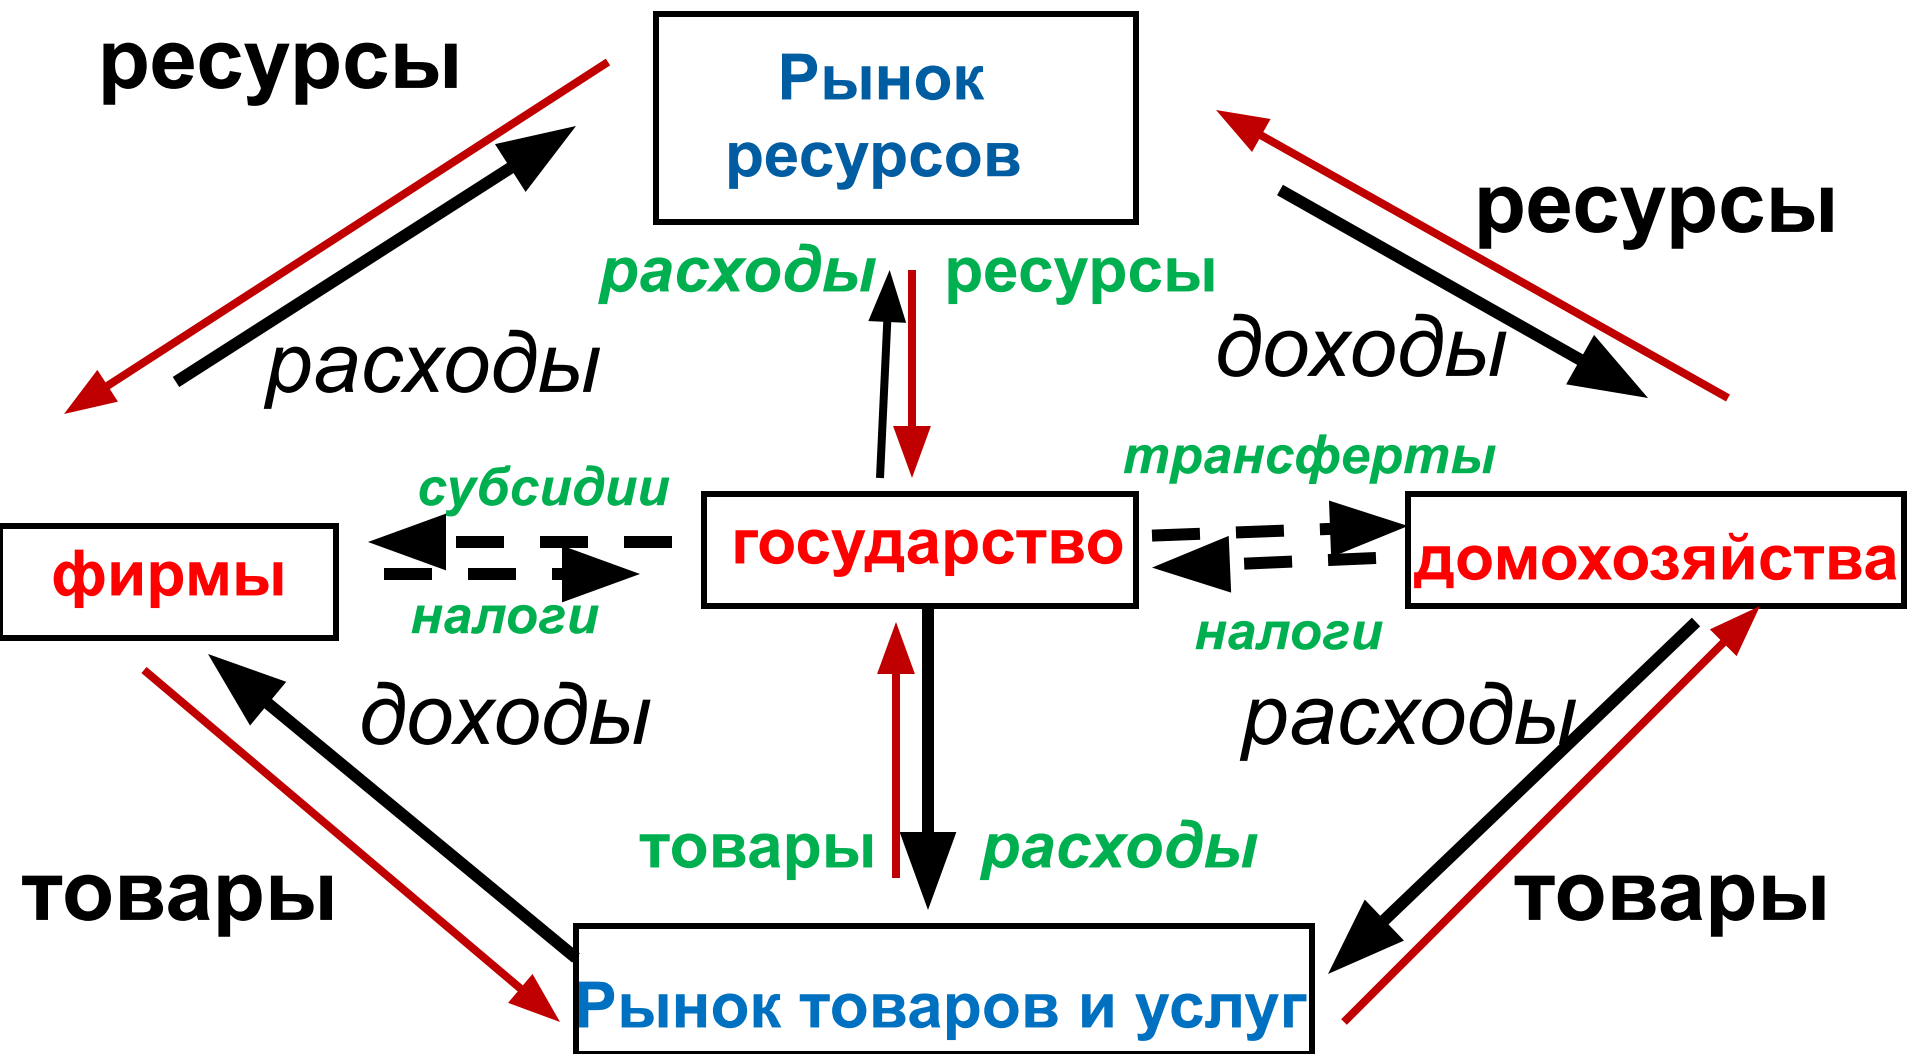 ресурсы
Рынок
ресурсов
ресурсы
расходы ресурсы
расходы
доходы
субсидии
трансферты
фирмы
государство
домохозяйства
налоги
налоги
доходы
расходы
товары
товары расходы
товары
Рынок товаров и услуг